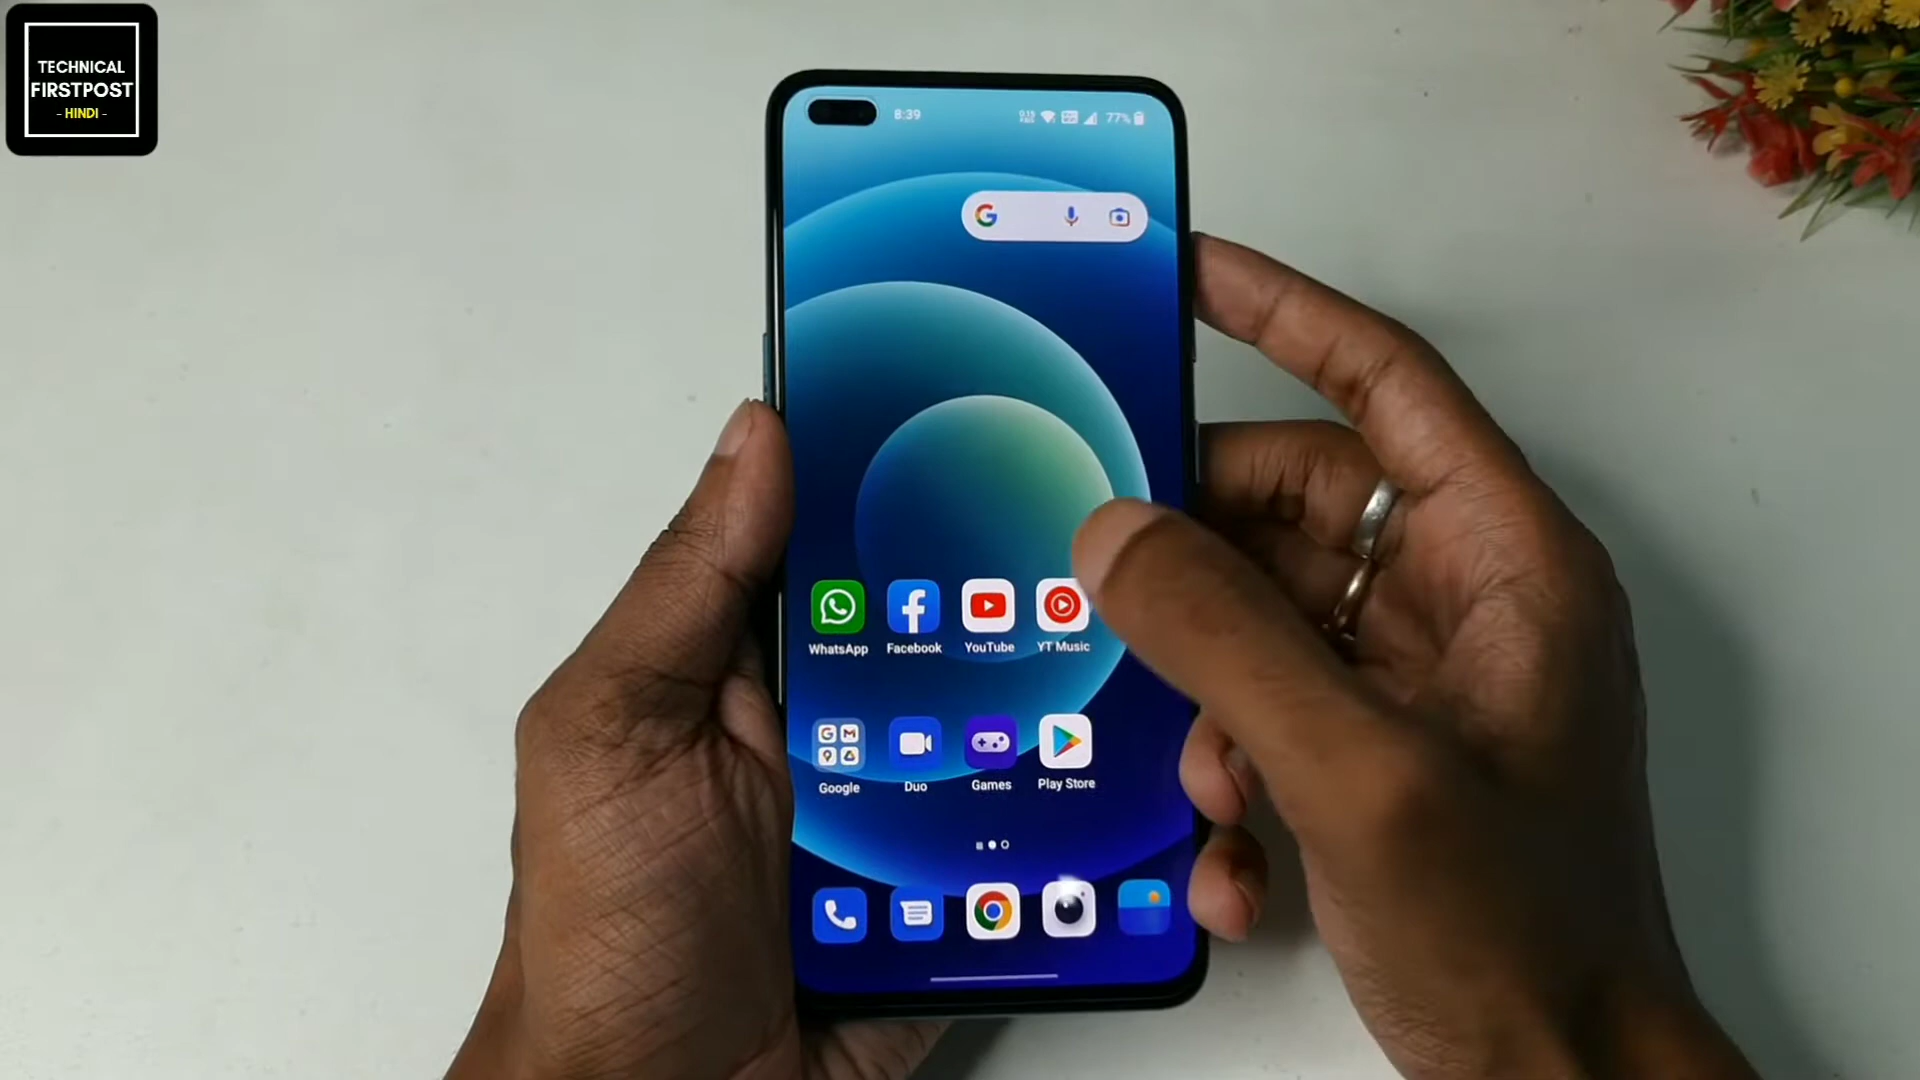 TECHNICAL
FIRSTPOST
- HINDI -
8:39
77%
WhatsApp
Facebook
YouTube
YT Music
Google
Duo
Games
Play Store